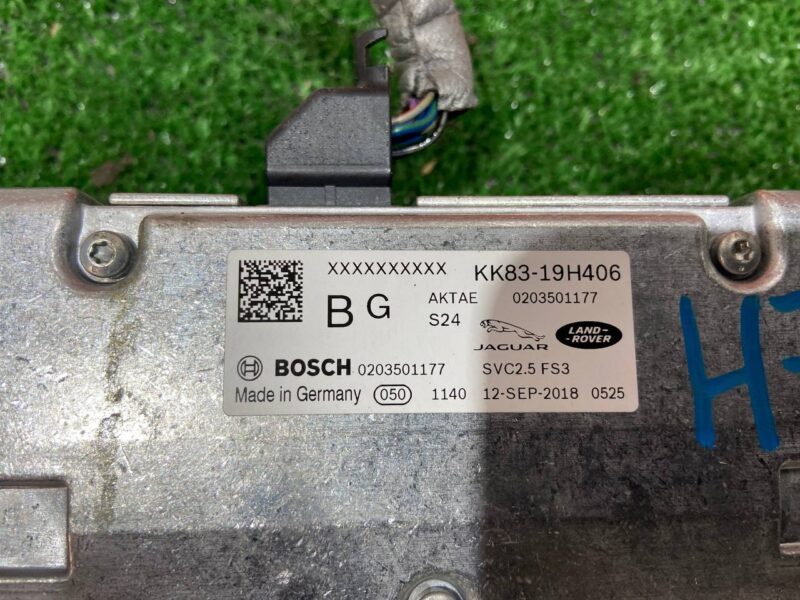 XXXXXXXXXX KK83-19H406
B G AKTAE 0203501177
S24 JAGUAR LAND-
-ROVER
BOSCH 0203501177 SVC2.5 FS3
Made in Germany 050 1140 12-SEP-2018 0525